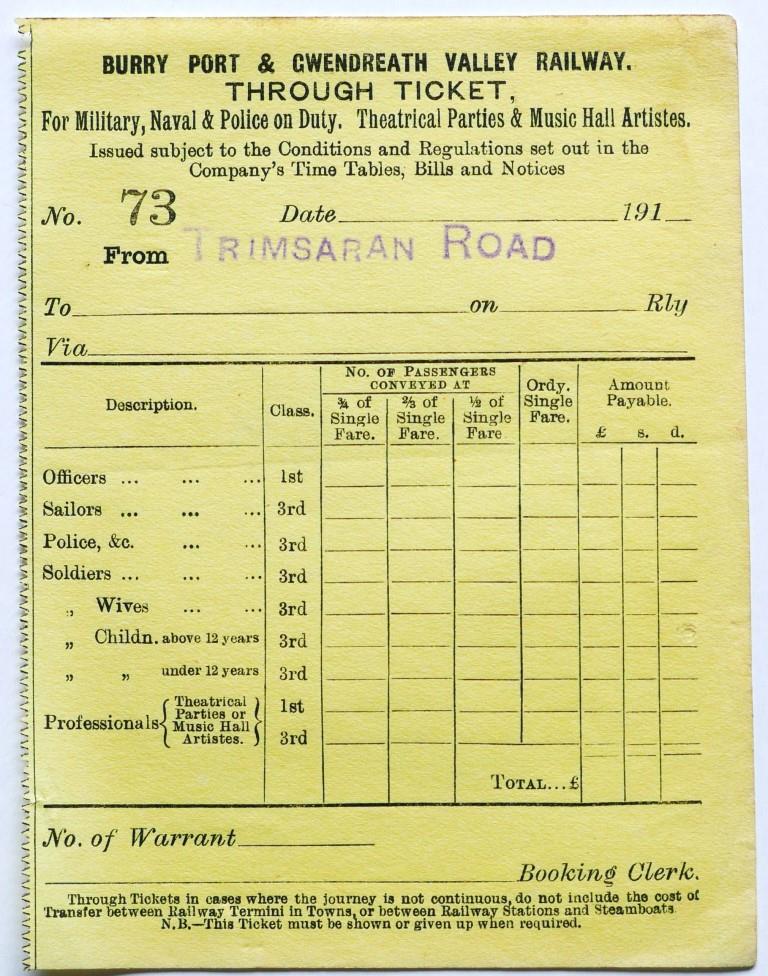 BURRY PORT & GWENDREATH VALLEY RAILWAY.
THROUGH TICKET,
For Military, Naval & Police on Duty. Theatrical Parties & Music Hall Artistes.
Issued subject to the Conditions and Regulations set out in the
Company's Time Tables, Bills and Notices
No. 73 Date 191
From TRIMSARAN ROAD
To on Rly
Via
Description. Class. No. OF PASSENGERS CONVEYED AT Ordy. Single Fare. Amount Payable.
¾ of Single Fare. ⅔ of Single Fare. ½ of Single Fare £ s. d.
Officers ... ... ... 1st
Sailors ... ... ... 3rd
Police, &c. ... ... 3rd
Soldiers ... ... ... 3rd
„ Wives ... ... 3rd
„ Childn. above 12 years 3rd
„ „ under 12 years 3rd
Professionals { Theatrical Parties or Music Hall Artistes. } 1st
3rd
TOTAL...£
No. of Warrant
Booking Clerk.
Through Tickets in cases where the journey is not continuous, do not include the cost of
Transfer between Railway Termini in Towns, or between Railway Stations and Steamboats
N.B.—This Ticket must be shown or given up when required.